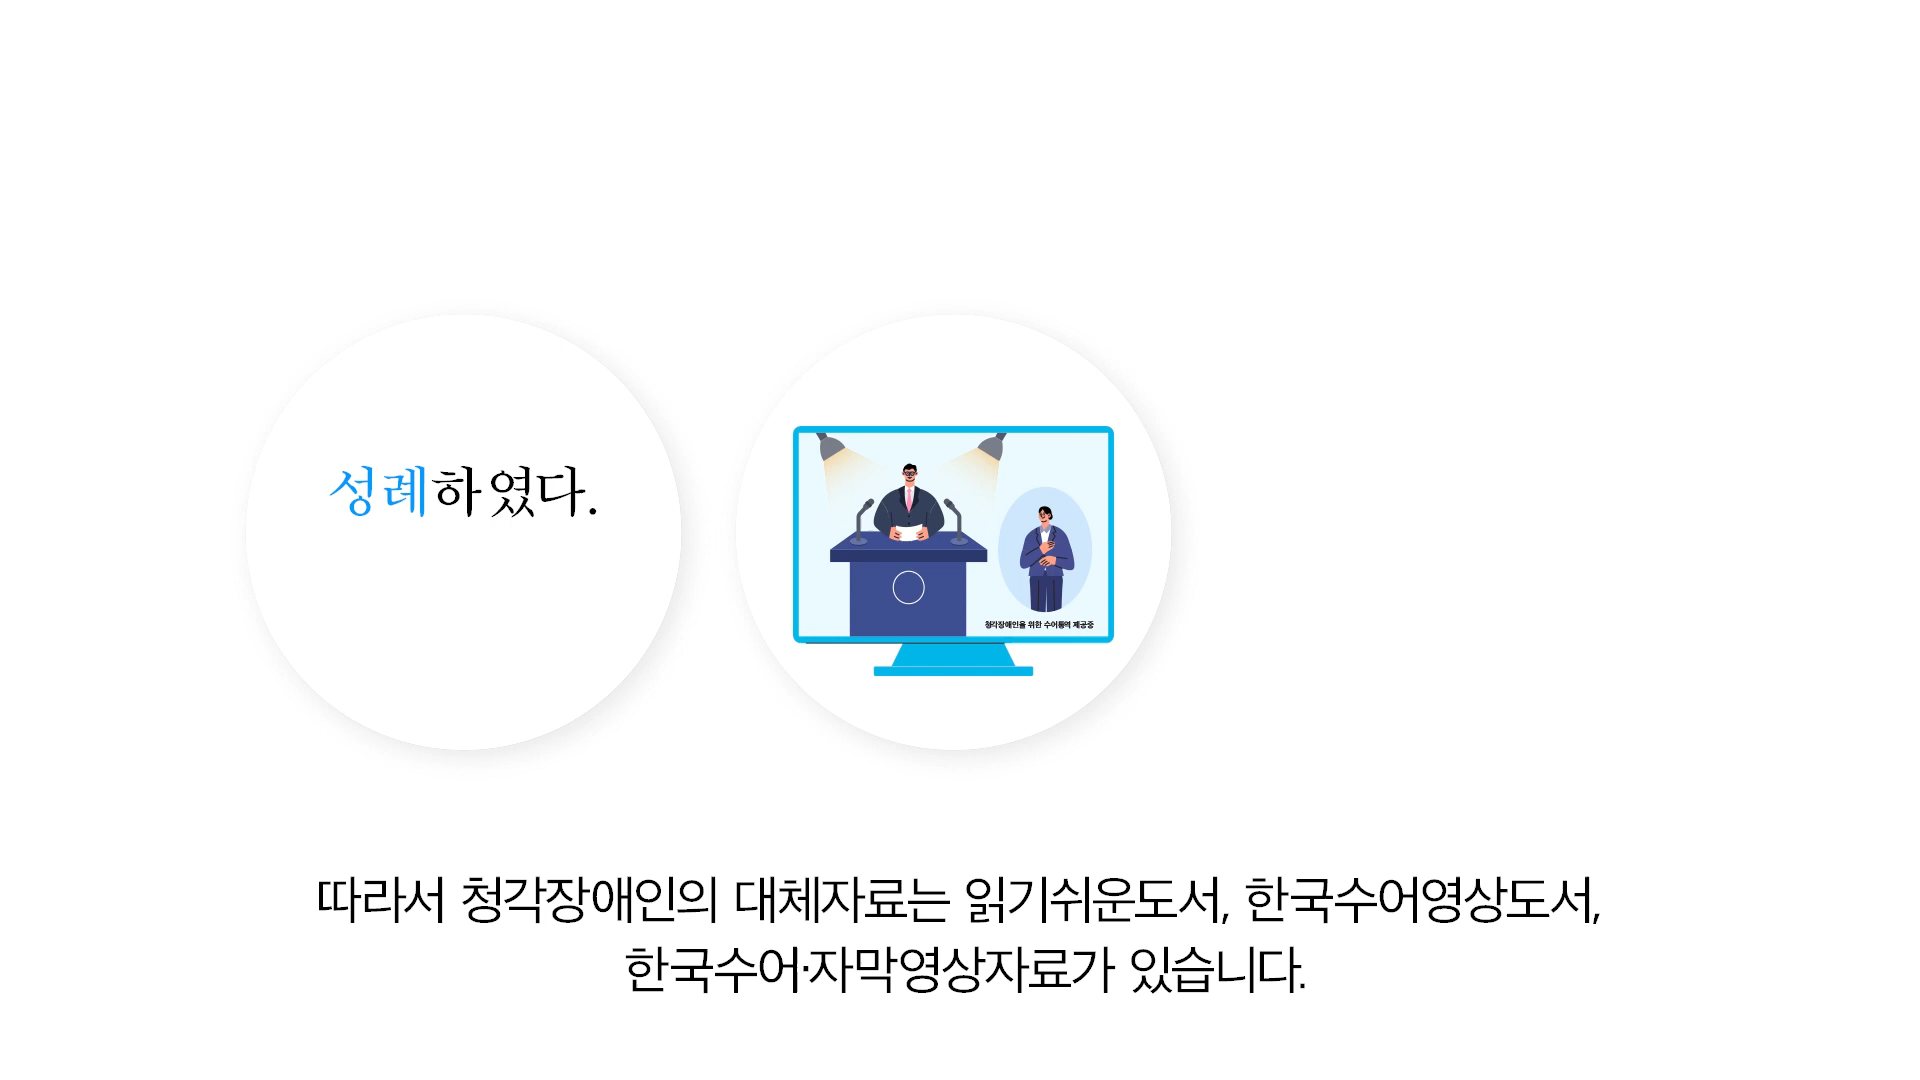 성례하였다.
청각장애인을 위한 수어통역 제공중
따라서 청각장애인의 대체자료는 읽기쉬운도서, 한국수어영상도서,
한국수어·자막영상자료가 있습니다.